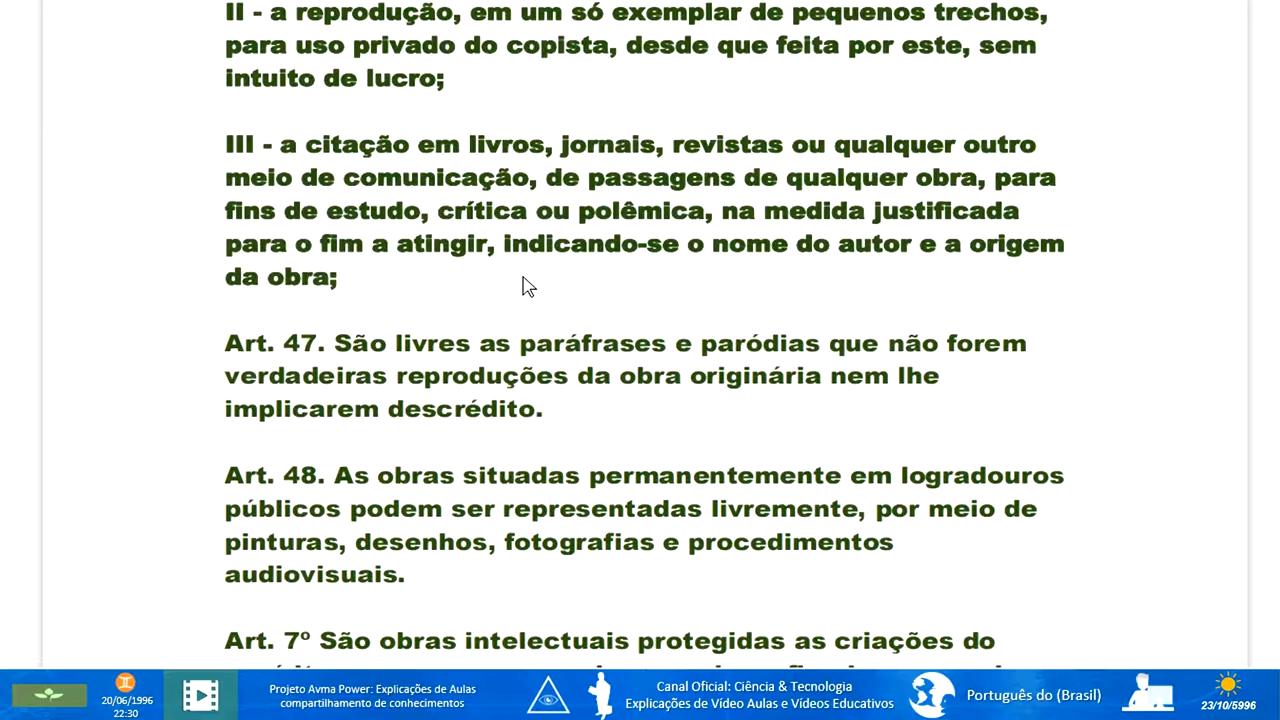 II - a reprodução, em um só exemplar de pequenos trechos,
para uso privado do copista, desde que feita por este, sem
intuito de lucro;
III - a citação em livros, jornais, revistas ou qualquer outro
meio de comunicação, de passagens de qualquer obra, para
fins de estudo, crítica ou polêmica, na medida justificada
para o fim a atingir, indicando-se o nome do autor e a origem
da obra;
Art. 47. São livres as paráfrases e paródias que não forem
verdadeiras reproduções da obra originária nem lhe
implicarem descrédito.
Art. 48. As obras situadas permanentemente em logradouros
públicos podem ser representadas livremente, por meio de
pinturas, desenhos, fotografias e procedimentos
audiovisuais.
Art. 7º São obras intelectuais protegidas as criações do
20/06/1996
22:30
Projeto Avma Power: Explicações de Aulas
compartilhamento de conhecimentos
Canal Oficial: Ciência & Tecnologia
Explicações de Vídeo Aulas e Vídeos Educativos
Português do (Brasil)
23/10/5996